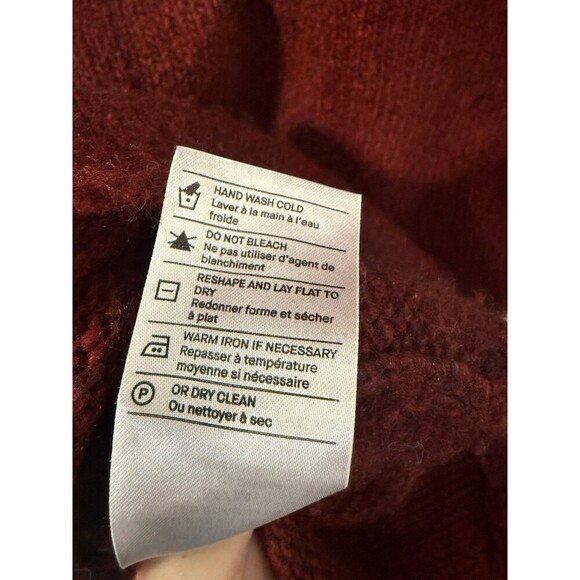 HAND WASH COLD
Laver à la main à l'eau
froide
DO NOT BLEACH
Ne pas utiliser d'agent de
blanchiment
RESHAPE AND LAY FLAT TO
DRY
Redonner forme et sécher
à plat
WARM IRON IF NECESSARY
Repasser à température
moyenne si nécessaire
P
OR DRY CLEAN
Ou nettoyer à sec